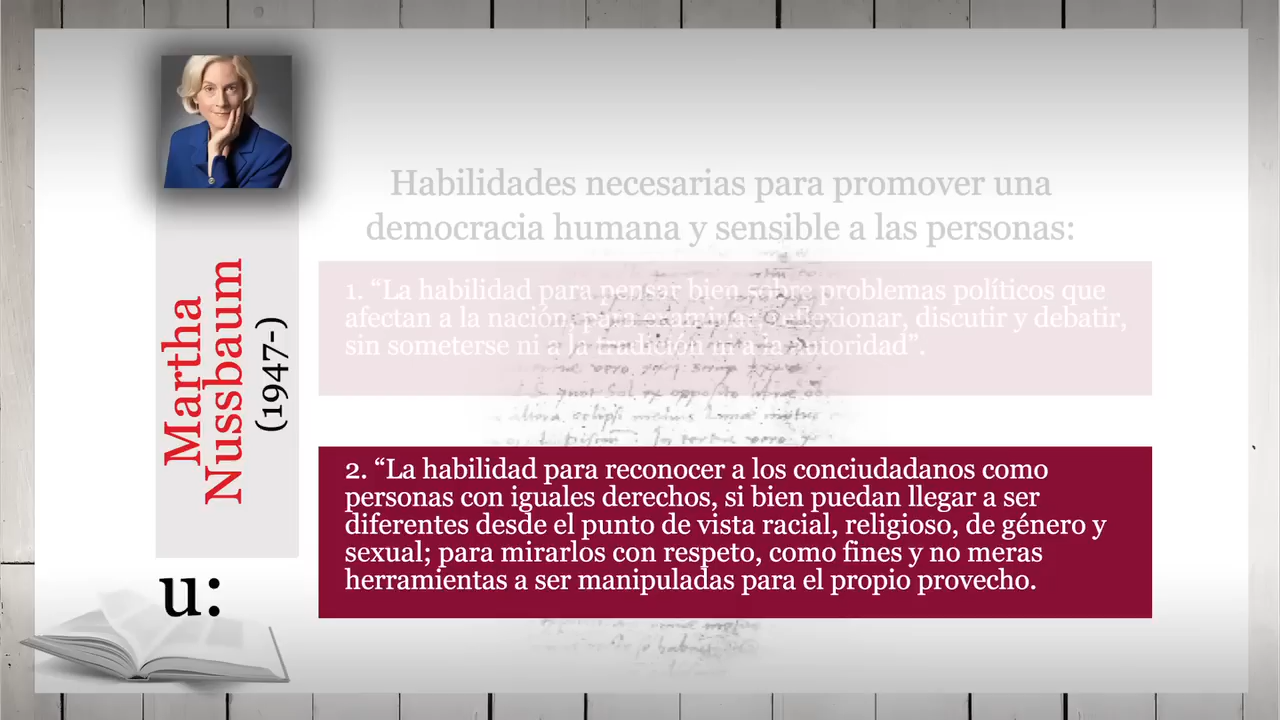 Martha
Nussbaum
(1947-)
u:
Habilidades necesarias para promover una
democracia humana y sensible a las personas:
1. “La habilidad para pensar bien sobre problemas políticos que
afectan a la nación, para examinar, reflexionar, discutir y debatir,
sin someterse ni a la tradición ni a la autoridad”.
2. “La habilidad para reconocer a los conciudadanos como
personas con iguales derechos, si bien puedan llegar a ser
diferentes desde el punto de vista racial, religioso, de género y
sexual; para mirarlos con respeto, como fines y no meras
herramientas a ser manipuladas para el propio provecho.